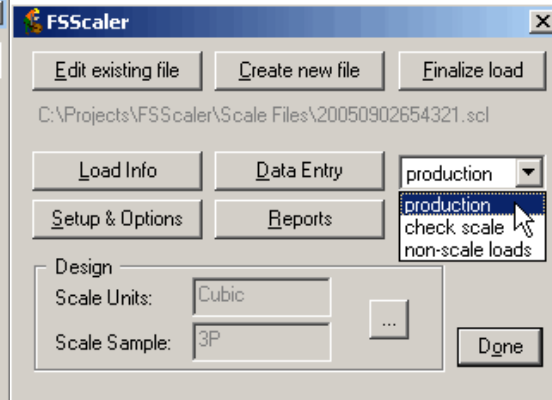 FSScaler
Edit existing file Create new file Finalize load
C:\Projects\FSScaler\Scale Files\20050902654321.scl
Load Info Data Entry production
production
Setup & Options Reports check scale
non-scale loads
Design
Scale Units: Cubic
...
Scale Sample: 3P
Done